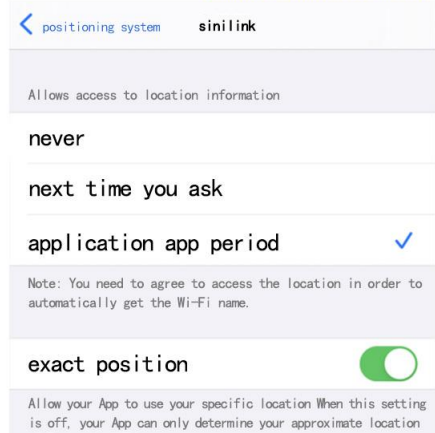 positioning system sinilink
Allows access to location information
never
next time you ask
application app period
Note: You need to agree to access the location in order to
automatically get the Wi-Fi name.
exact position
Allow your App to use your specific location When this setting
is off, your App can only determine your approximate location